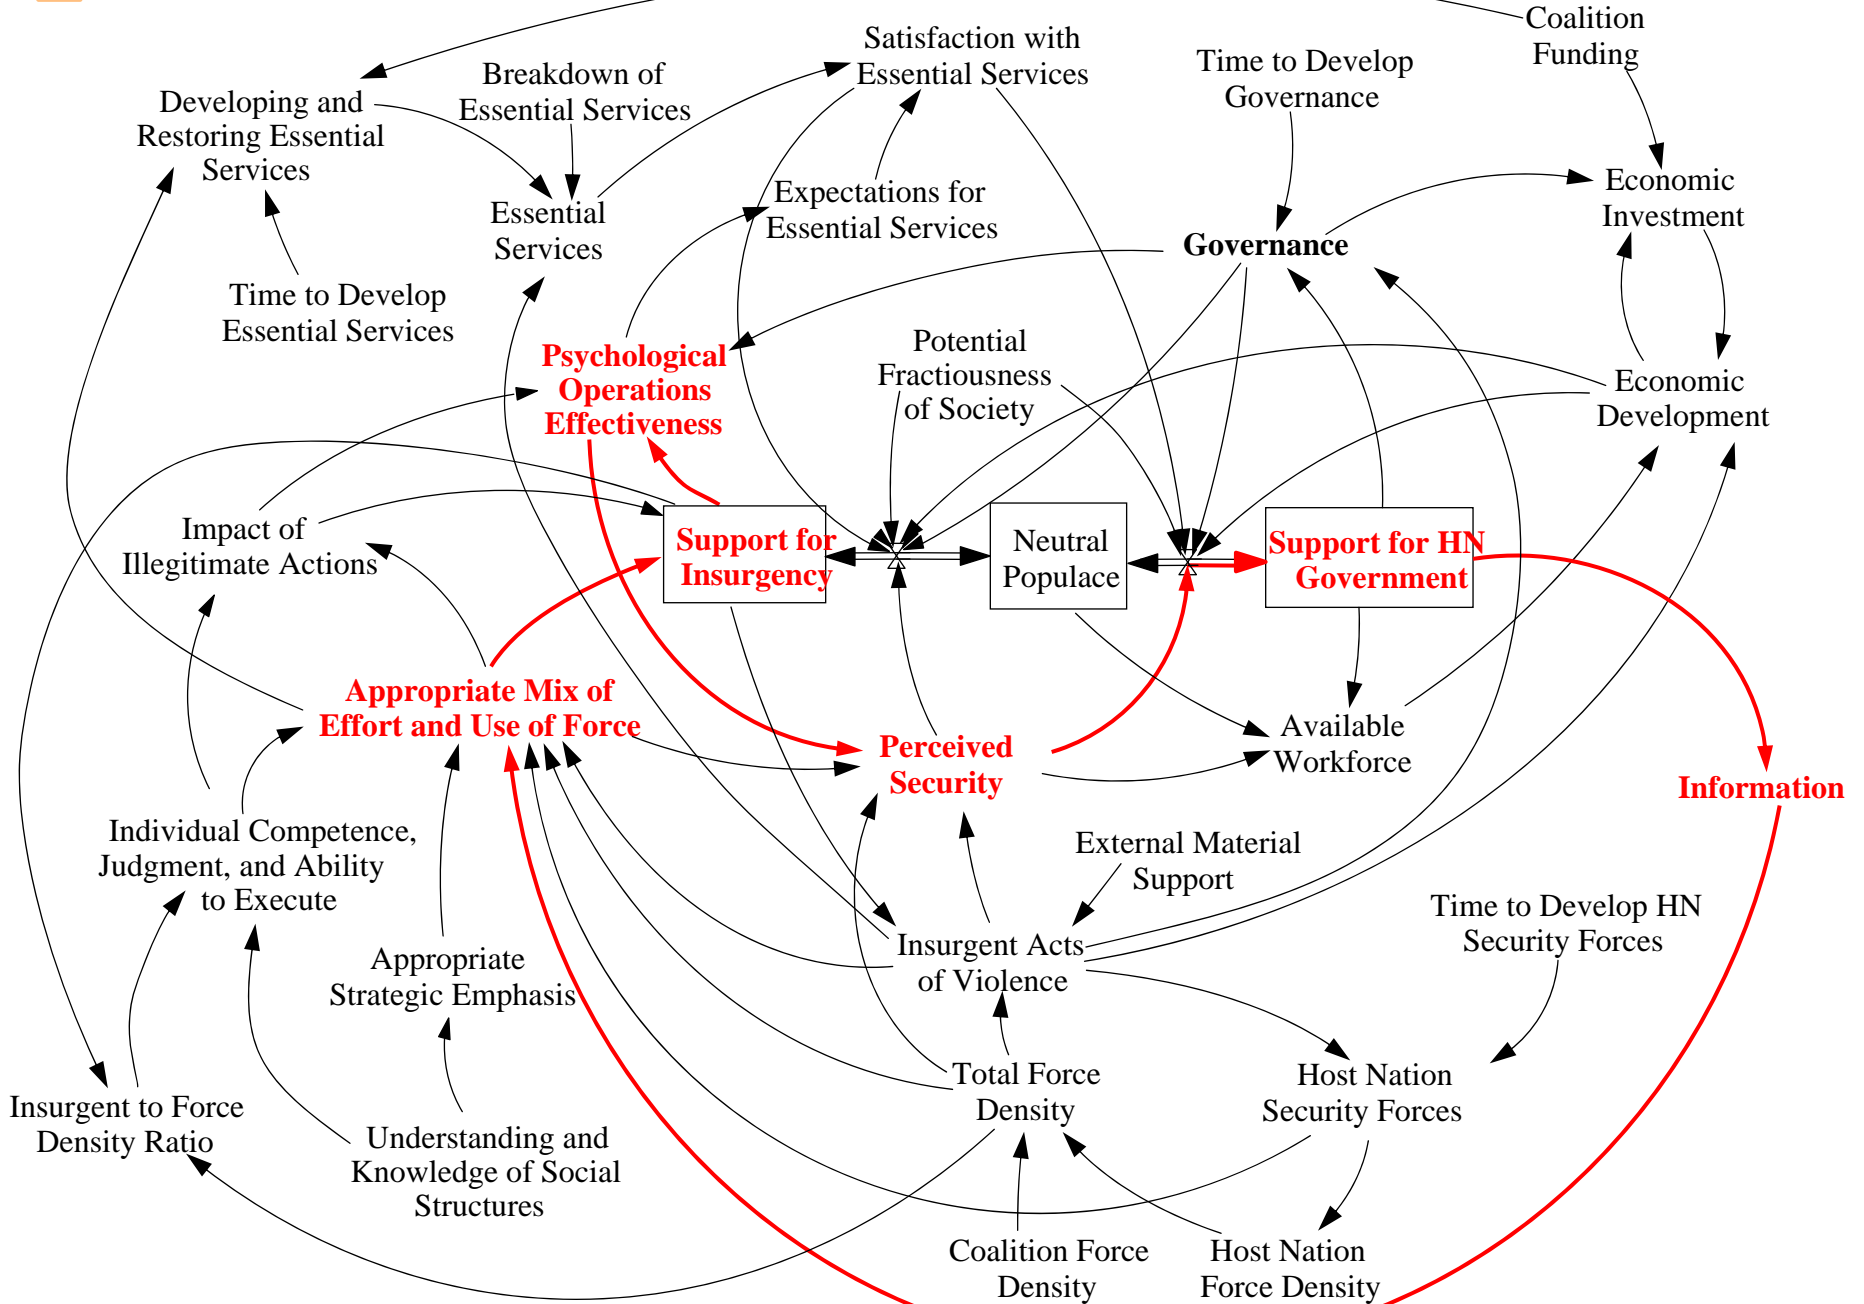 Coalition
Funding
Satisfaction with
Essential Services
Time to Develop
Governance
Breakdown of
Essential Services
Developing and
Restoring Essential
Services
Economic
Investment
Expectations for
Essential Services
Essential
Services
Governance
Time to Develop
Essential Services
Psychological
Operations
Effectiveness
Potential
Fractiousness
of Society
Economic
Development
Impact of
Illegitimate Actions
Support for
Insurgency
Neutral
Populace
Support for HN
Government
Appropriate Mix of
Effort and Use of Force
Perceived
Security
Available
Workforce
Information
Individual Competence,
Judgment, and Ability
to Execute
External Material
Support
Time to Develop HN
Security Forces
Appropriate
Strategic Emphasis
Insurgent Acts
of Violence
Total Force
Density
Host Nation
Security Forces
Insurgent to Force
Density Ratio
Understanding and
Knowledge of Social
Structures
Coalition Force
Density
Host Nation
Force Density